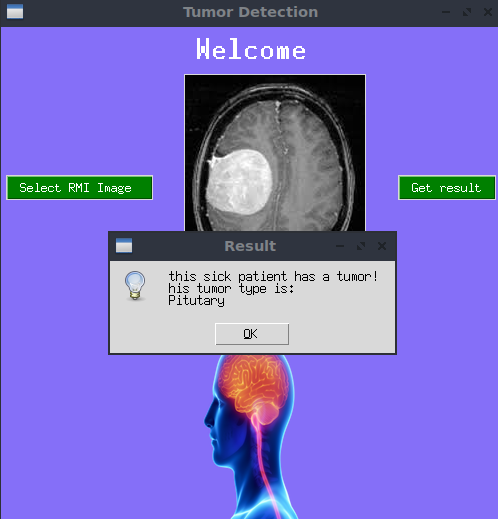 Tumor Detection
Welcome
Select RMI Image
Get result
Result
this sick patient has a tumor!
his tumor type is:
Pitutary
OK